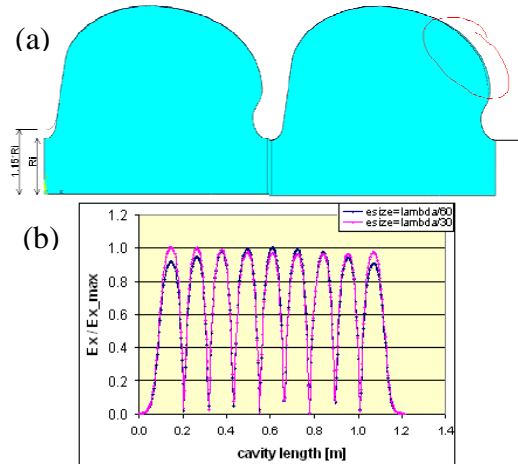 (a)
1.15*Ri
Ri
(b)
esize=lambda/60
esize=lambda/30
Ex / Ex_max
1.2
1.0
0.8
0.6
0.4
0.2
0.0
0.0 0.2 0.4 0.6 0.8 1.0 1.2 1.4
cavity length [m]